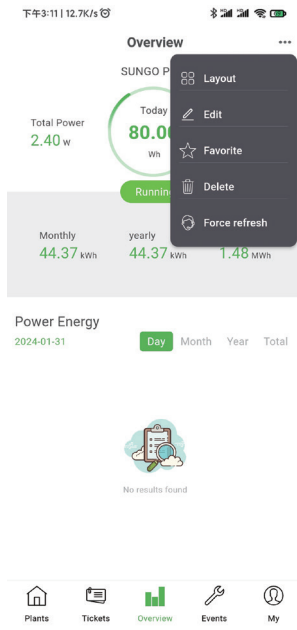 下午3:11 | 12.7K/s
Overview
SUNGO P
Layout
Edit
Favorite
Delete
Force refresh
Total Power
2.40 w
Today
80.0
Wh
Running
Monthly
44.37 kWh
yearly
44.37 kWh
1.48 MWh
Power Energy
2024-01-31
Day Month Year Total
No results found
Plants Tickets Overview Events My